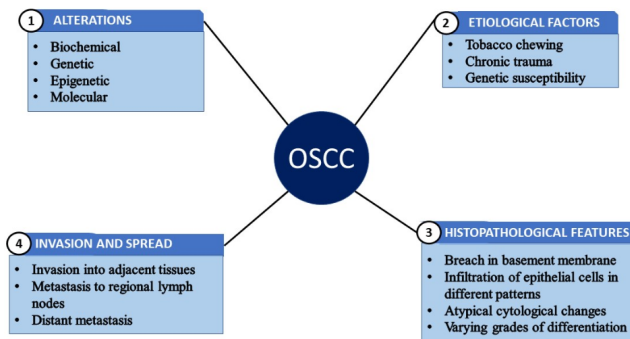 1 ALTERATIONS
• Biochemical
• Genetic
• Epigenetic
• Molecular
2 ETIOLOGICAL FACTORS
• Tobacco chewing
• Chronic trauma
• Genetic susceptibility
OSCC
3 HISTOPATHOLOGICAL FEATURES
• Breach in basement membrane
• Infiltration of epithelial cells in
different patterns
• Atypical cytological changes
• Varying grades of differentiation
4 INVASION AND SPREAD
• Invasion into adjacent tissues
• Metastasis to regional lymph
nodes
• Distant metastasis